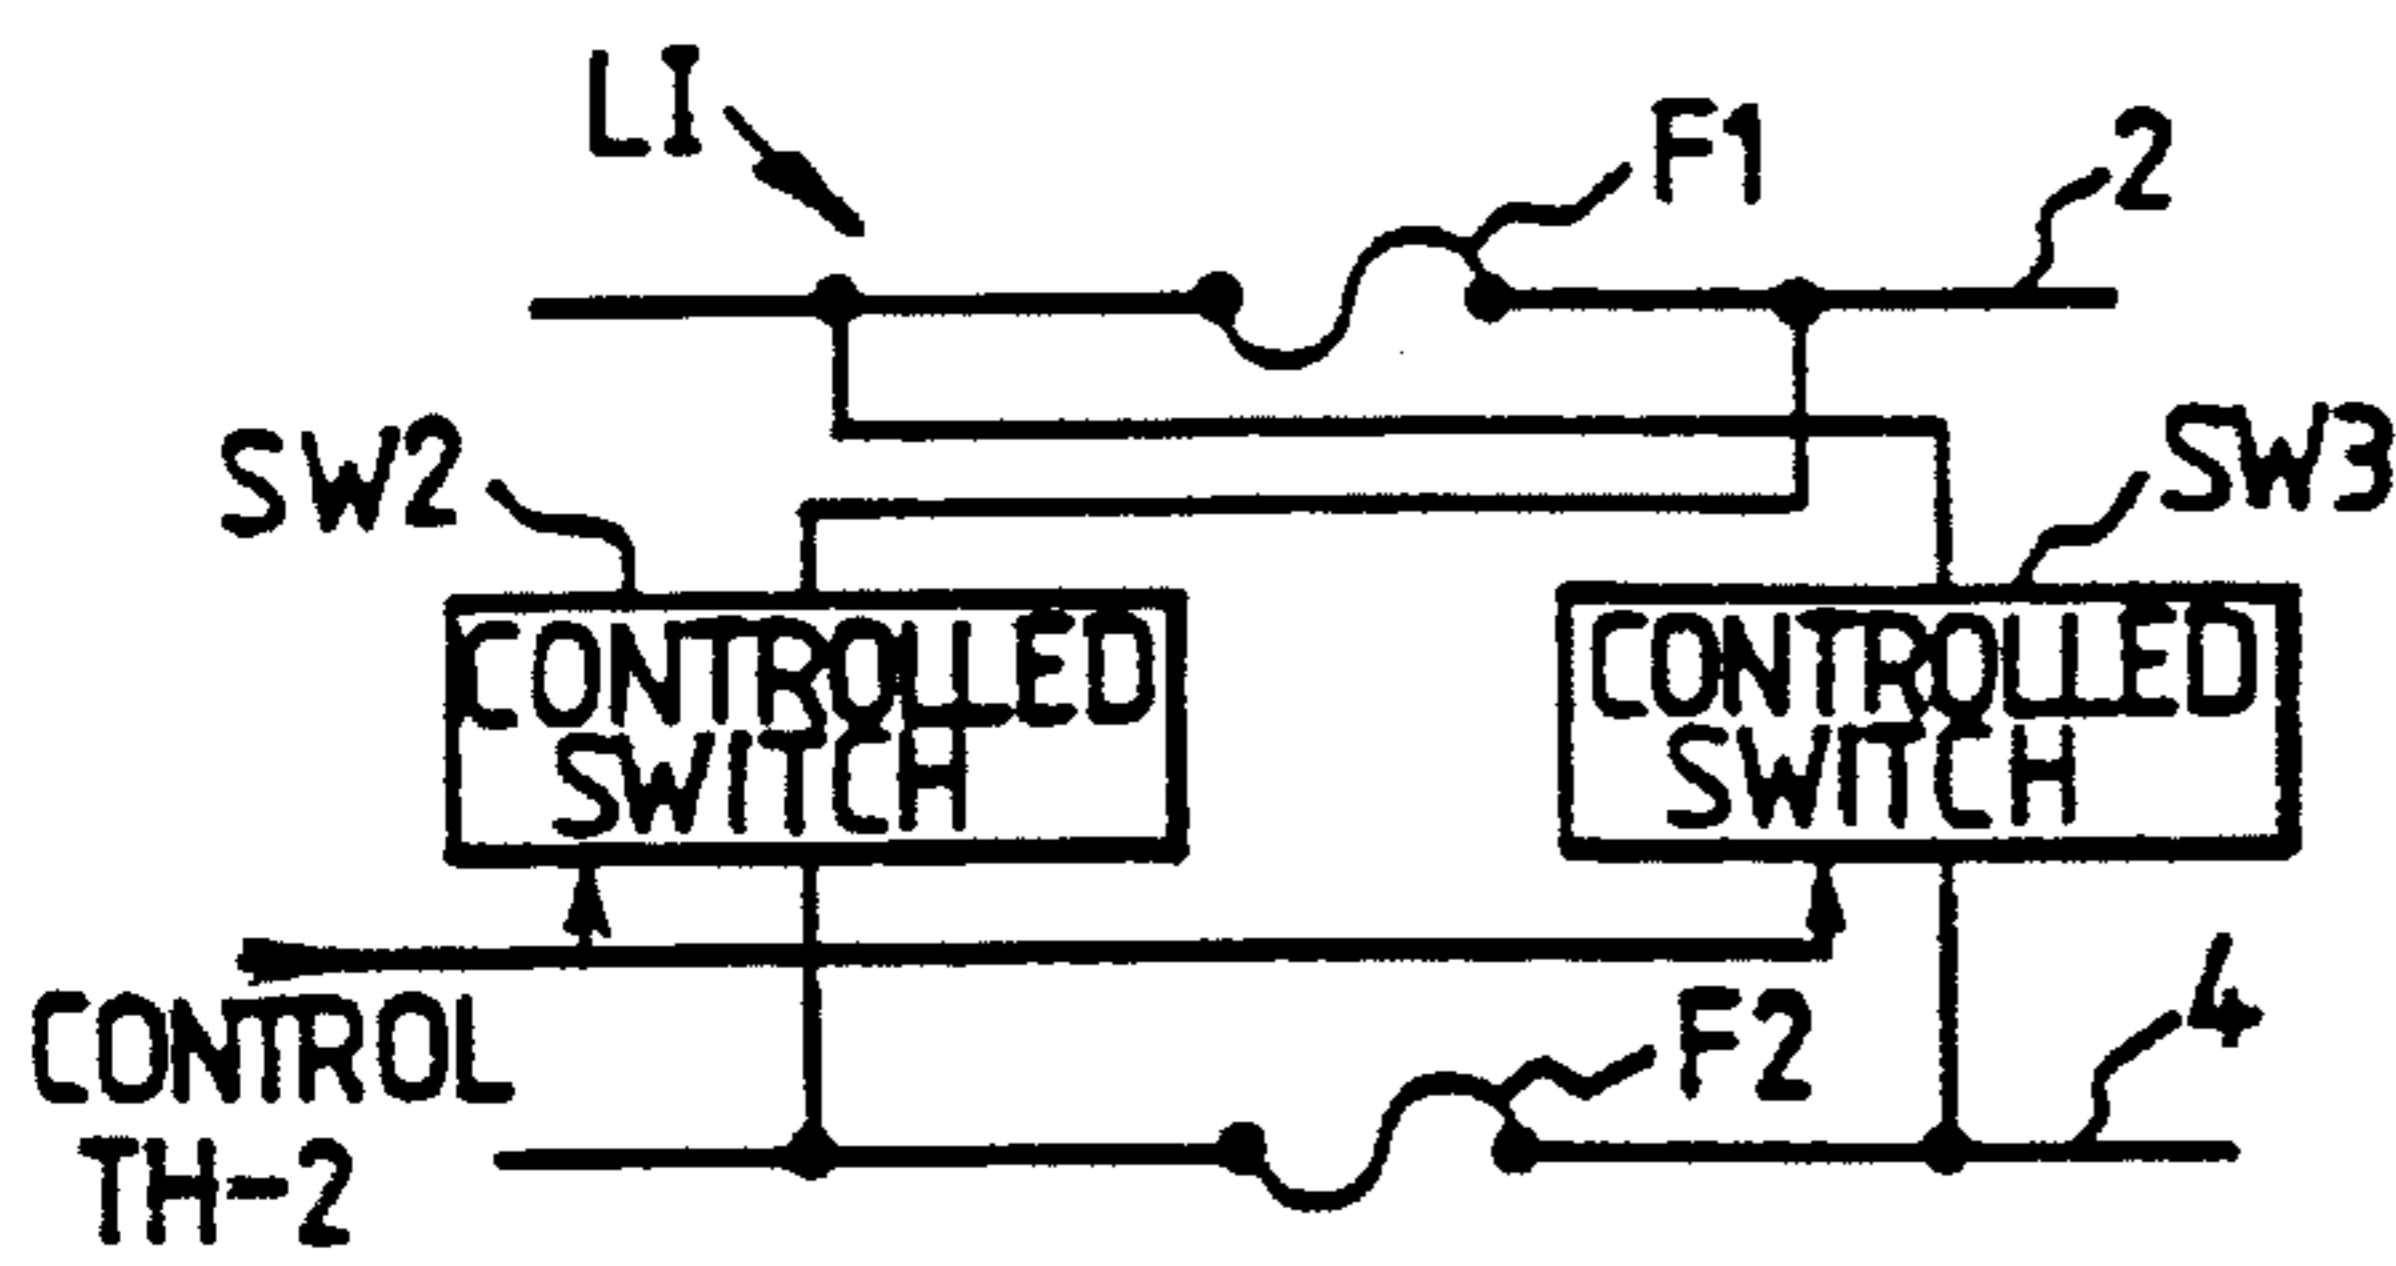 LI
F1
2
SW2
SW3
CONTROLLED
SWITCH
CONTROLLED
SWITCH
CONTROL
TH-2
F2
4